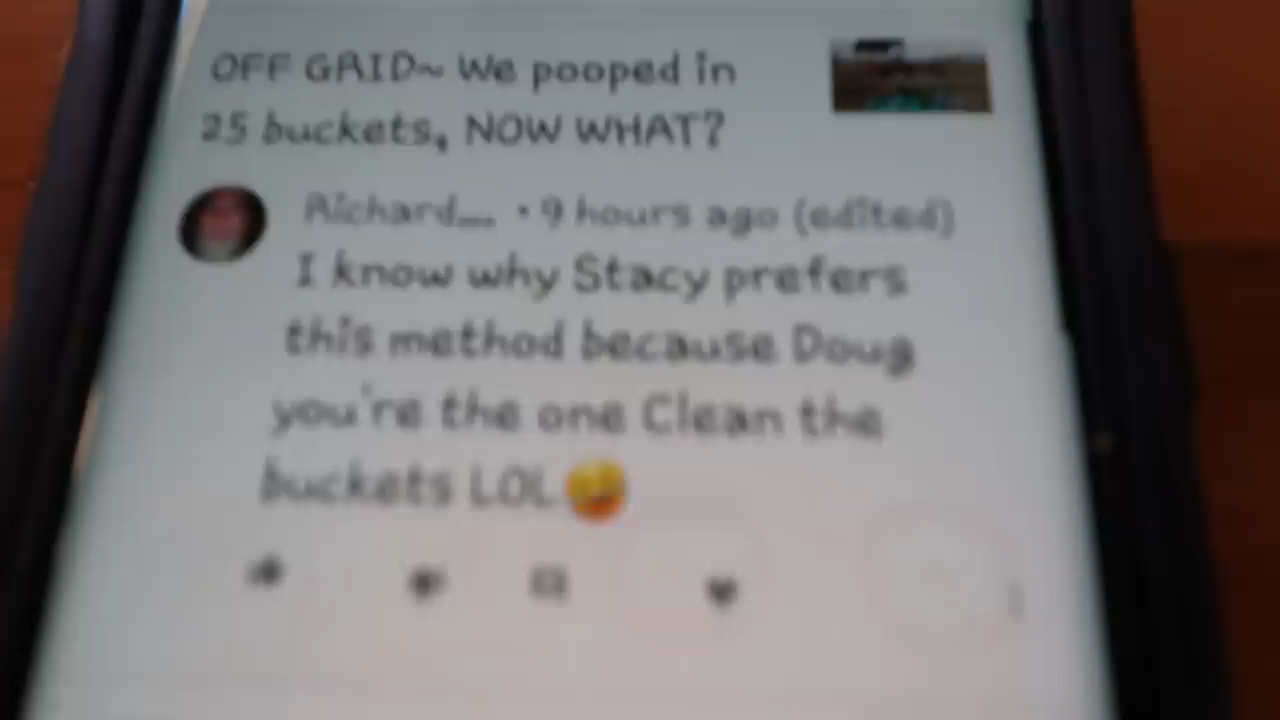 OFF GRID~ We pooped in
25 buckets, NOW WHAT?
Richard__ • 9 hours ago (edited)
I know why Stacy prefers
this method because Doug
you're the one Clean the
buckets LOL😅